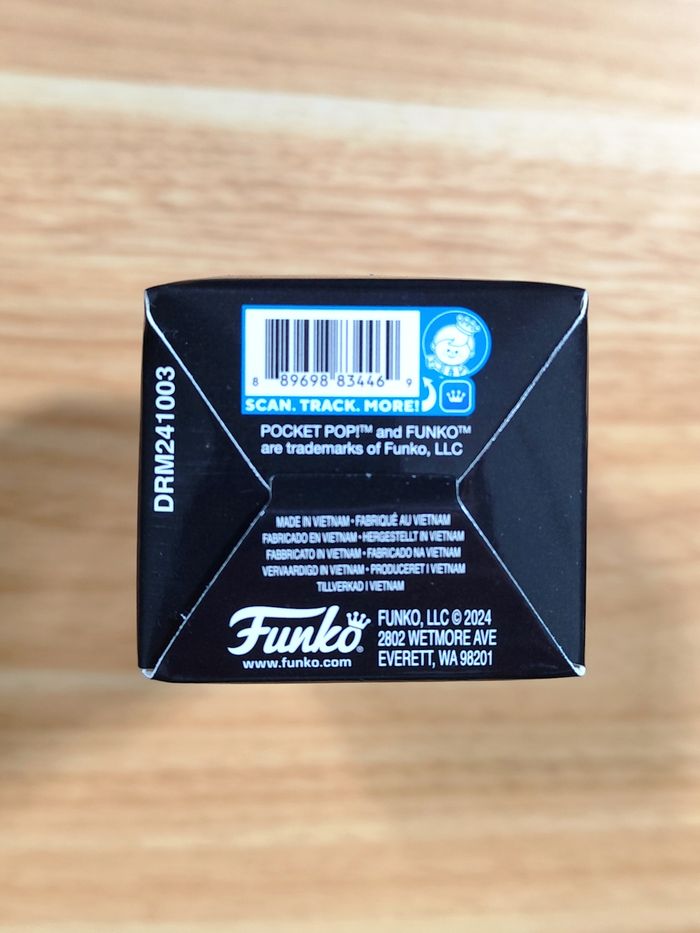 8 89698 83446 9
SCAN. TRACK. MORE!
POCKET POP!™ and FUNKO™
are trademarks of Funko, LLC
DRM241003
MADE IN VIETNAM • FABRIQUÉ AU VIETNAM
FABRICADO EN VIETNAM • HERGESTELLT IN VIETNAM
FABBRICATO IN VIETNAM • FABRICADO NA VIETNAM
VERVAARDIGD IN VIETNAM • PRODUCERET I VIETNAM
TILLVERKAD I VIETNAM
Funko®
www.funko.com
FUNKO, LLC © 2024
2802 WETMORE AVE
EVERETT, WA 98201